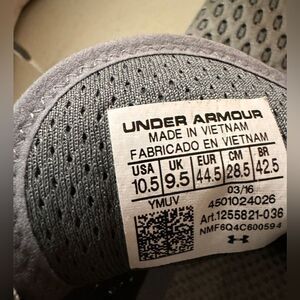 UNDER ARMOUR
MADE IN VIETNAM
FABRICADO EN VIETNAM
USA UK EUR CM BR
10.5 9.5 44.5 28.5 42.5
YMUV 03/16
4501024026
Art.1255821-036
NMF6Q4C600594